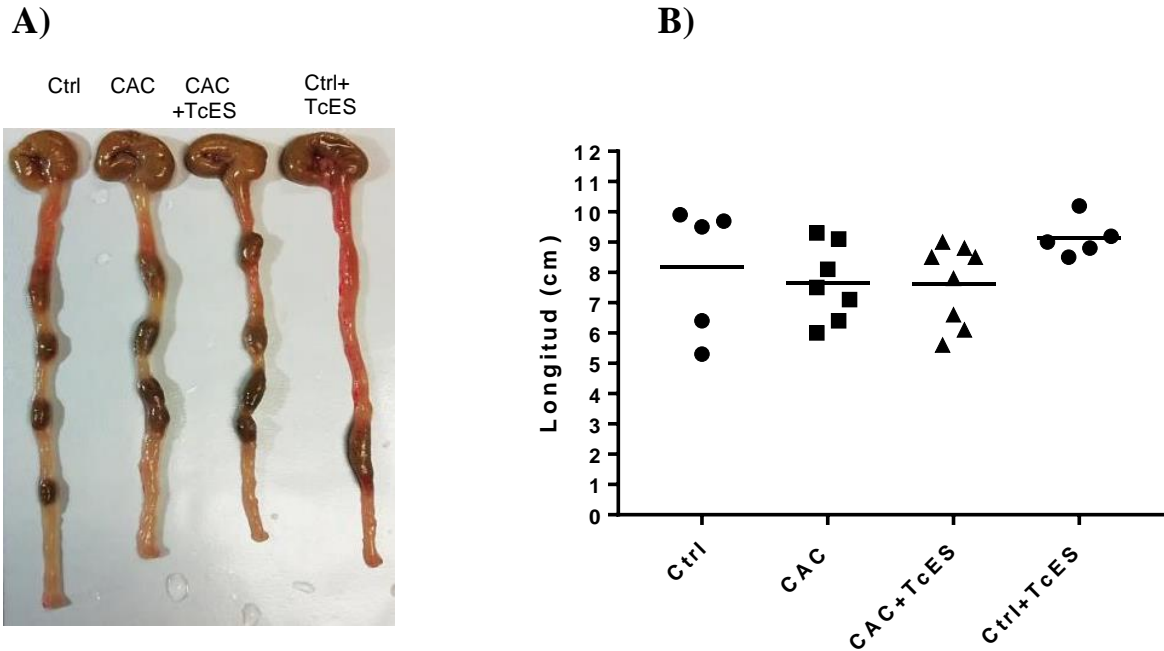 A)
B)
Ctrl
CAC
CAC
+TcES
Ctrl+
TcES
Longitud (cm)
12
11
10
9
8
7
6
5
4
3
2
1
0
Ctrl
CAC
CAC+TcES
Ctrl+TcES